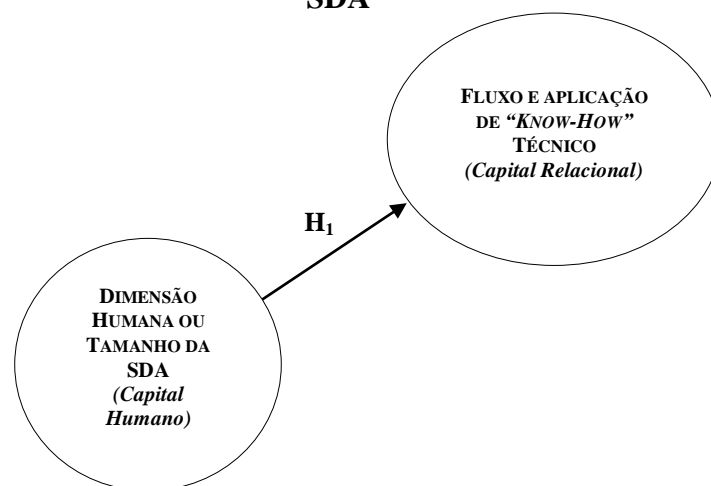 SDA
FLUXO E APLICAÇÃO
DE “KNOW-HOW”
TÉCNICO
(Capital Relacional)
H₁
DIMENSÃO
HUMANA OU
TAMANHO DA
SDA
(Capital
Humano)